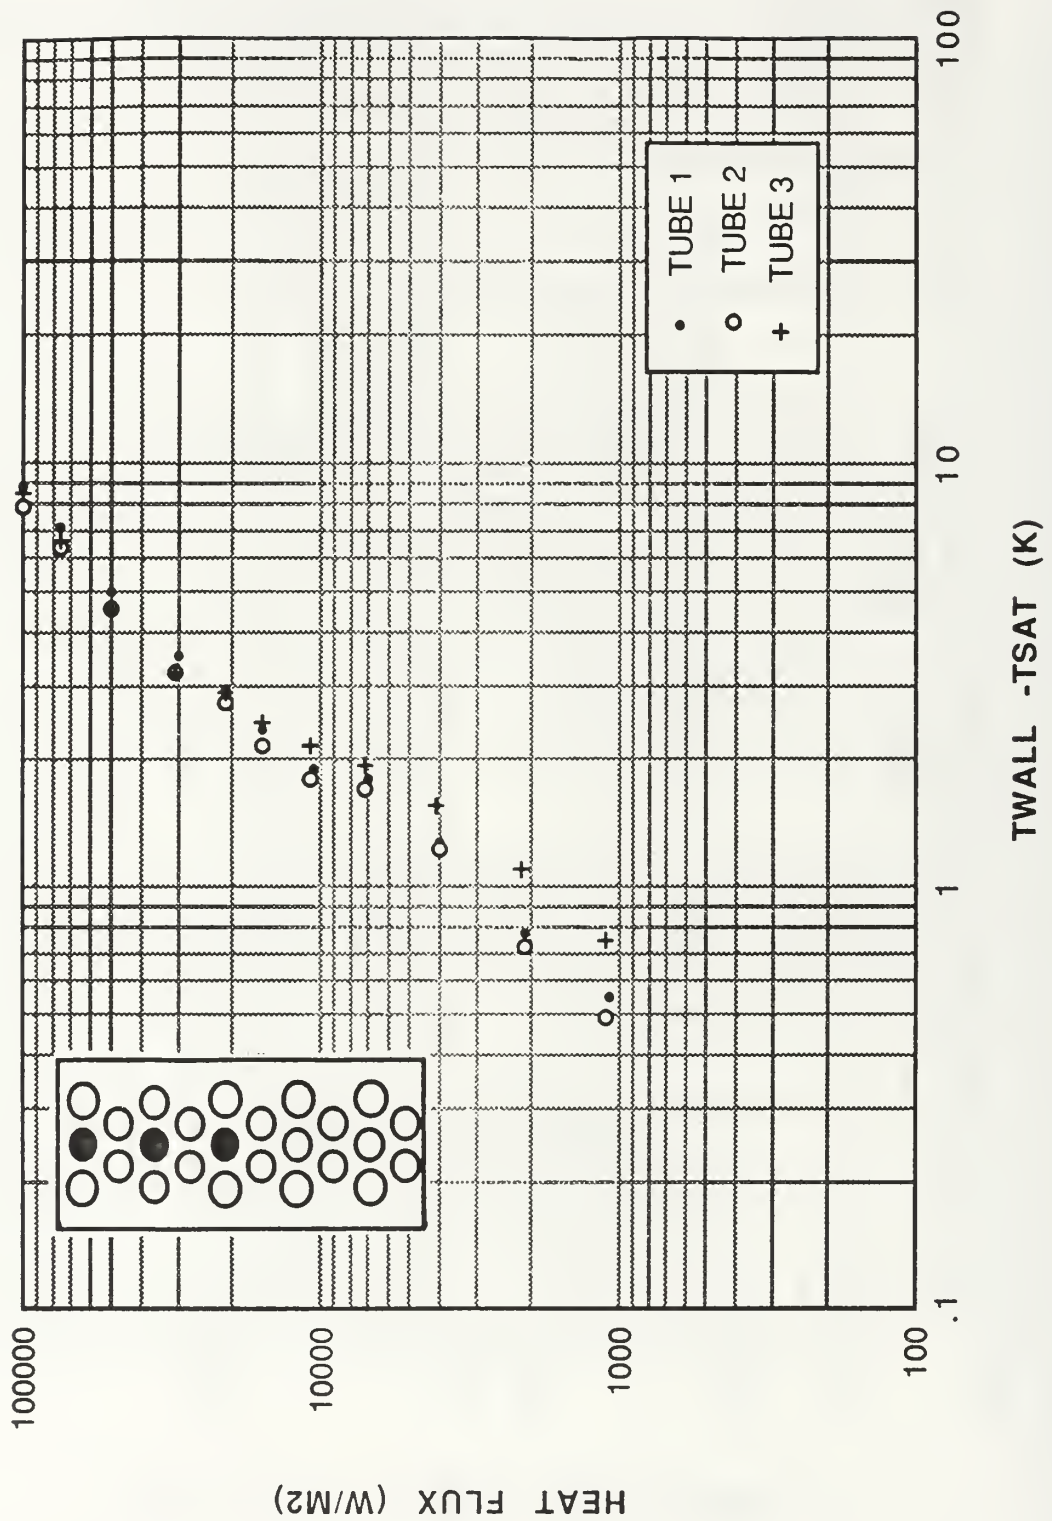 HEAT FLUX (W/M2)
100000
10000
1000
100
.1
1
10
100
TWALL -TSAT (K)
TUBE 1
TUBE 2
TUBE 3